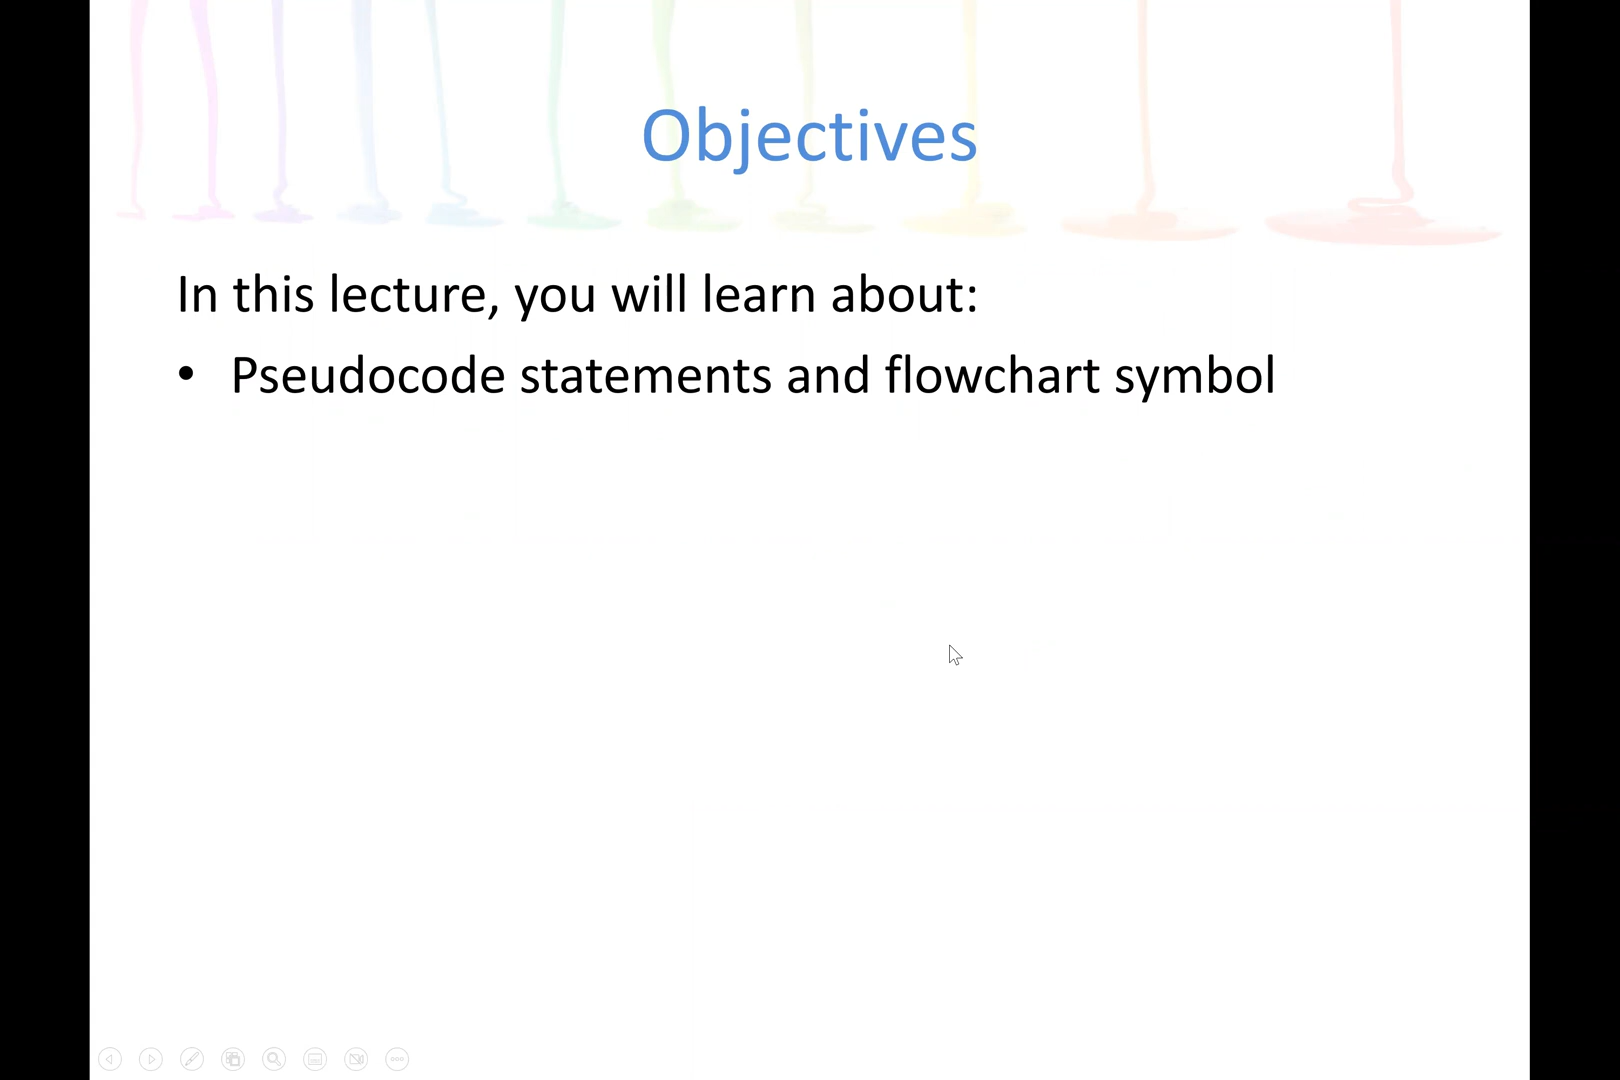 Objectives
In this lecture, you will learn about:
• Pseudocode statements and flowchart symbol